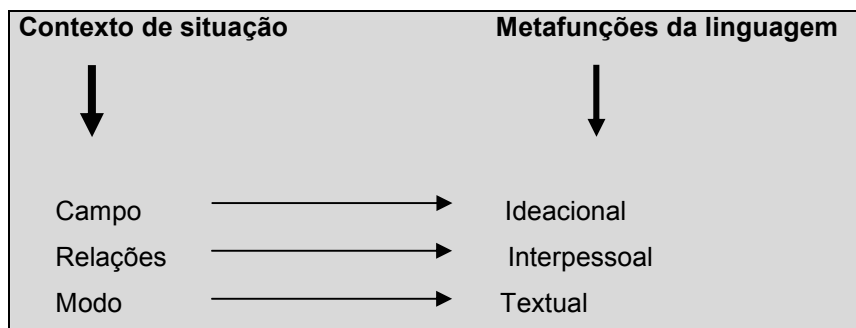 Contexto de situação Metafunções da linguagem
Campo Ideacional
Relações Interpessoal
Modo Textual